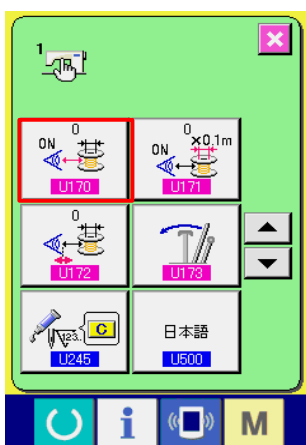 1
0
ON
U170
0
ON ×0.1m
U171
0
U172
U173
123.. C
U245
日本語
U500
i
M